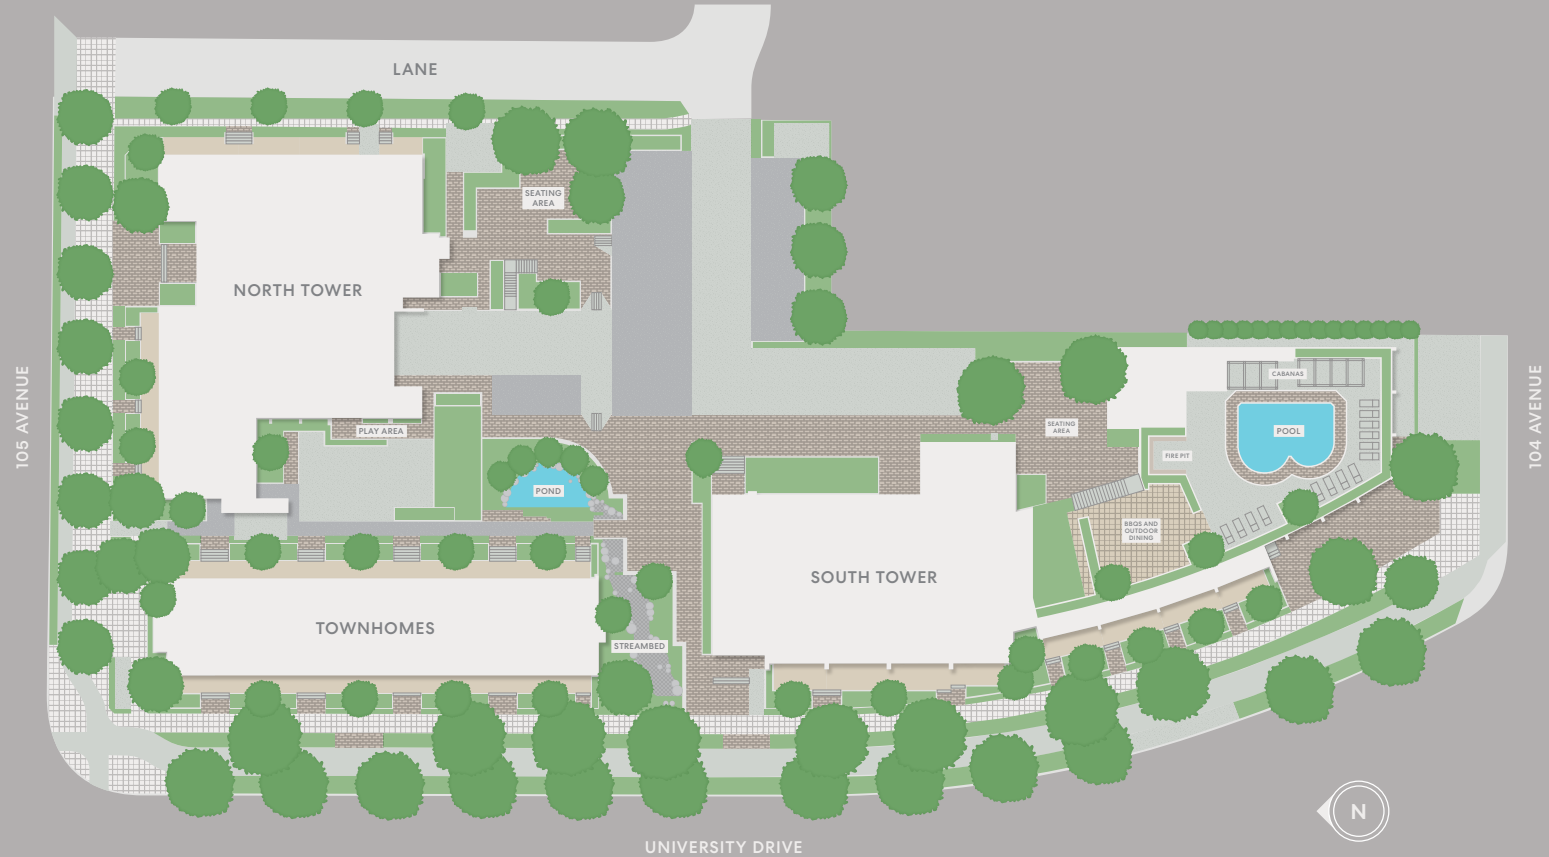 LANE
SEATING
AREA
NORTH TOWER
105 AVENUE
104 AVENUE
CABANAS
PLAY AREA
SEATING
AREA
POOL
FIRE PIT
POND
BBQS AND
OUTDOOR
DINING
SOUTH TOWER
TOWNHOMES
STREAMBED
N
UNIVERSITY DRIVE